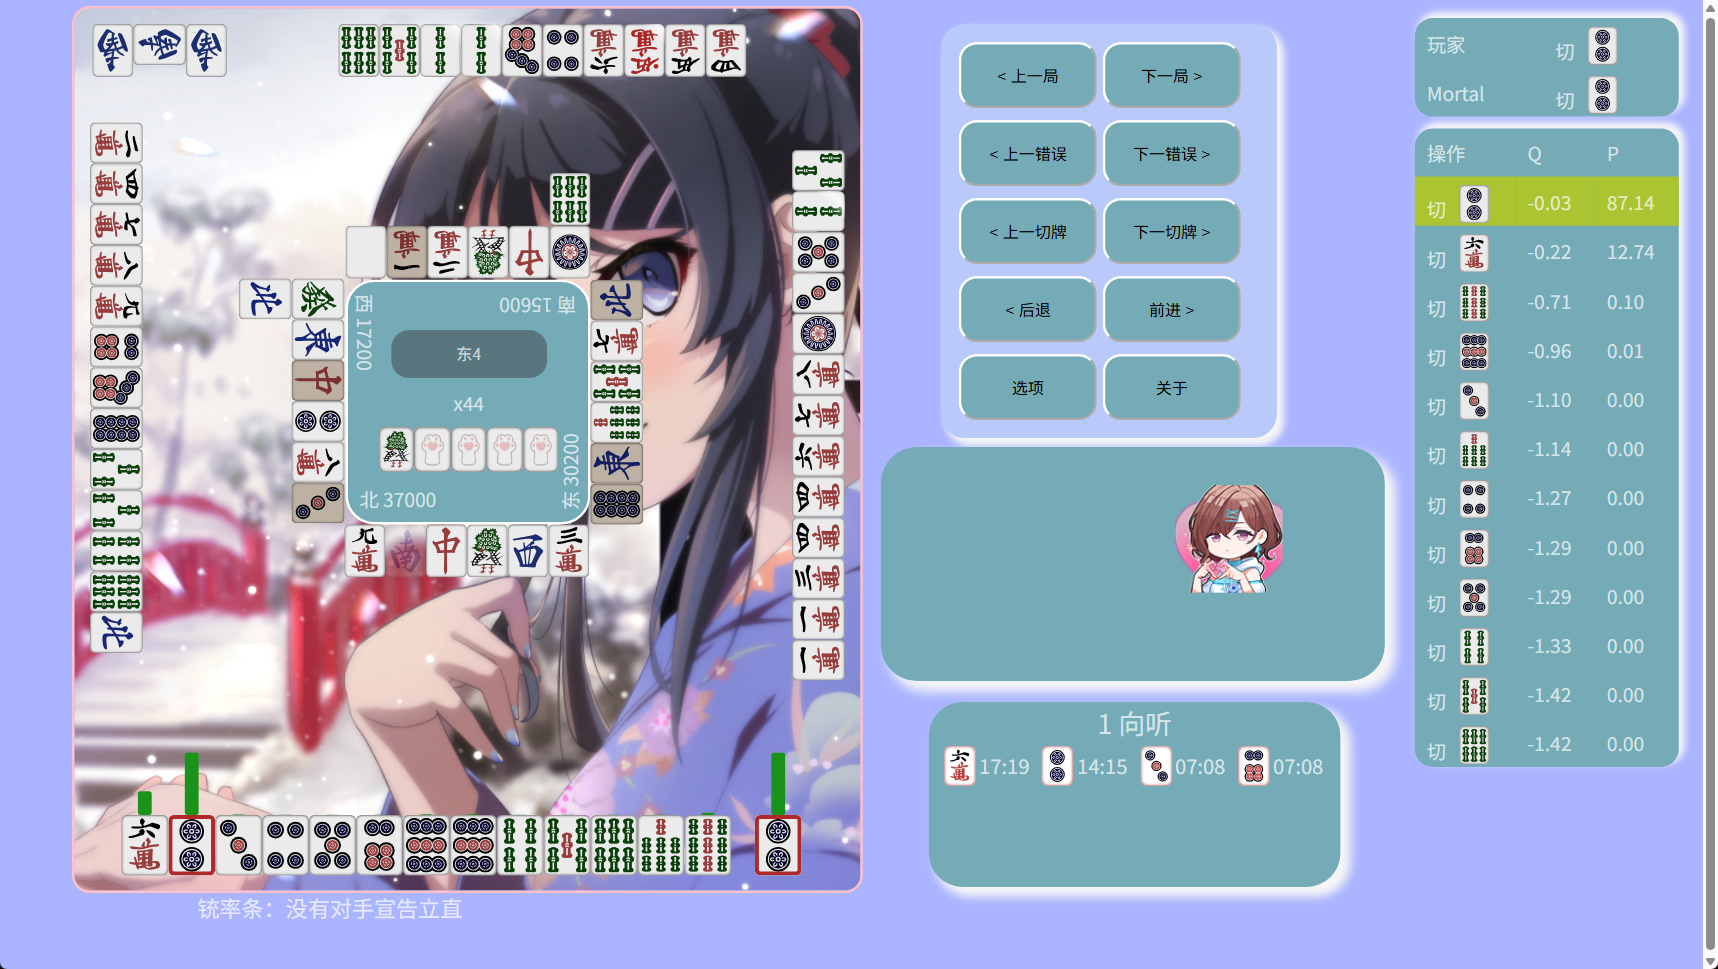 南 15600
西 17200
东4
x44
北 37000
东 30200
铳率条：没有对手宣告立直
< 上一局
下一局 >
< 上一错误
下一错误 >
< 上一切牌
下一切牌 >
< 后退
前进 >
选项
关于
1 向听
17:19 14:15 07:08 07:08
玩家 切
Mortal 切
操作 Q P
切 -0.03 87.14
切 -0.22 12.74
切 -0.71 0.10
切 -0.96 0.01
切 -1.10 0.00
切 -1.14 0.00
切 -1.27 0.00
切 -1.29 0.00
切 -1.29 0.00
切 -1.33 0.00
切 -1.42 0.00
切 -1.42 0.00